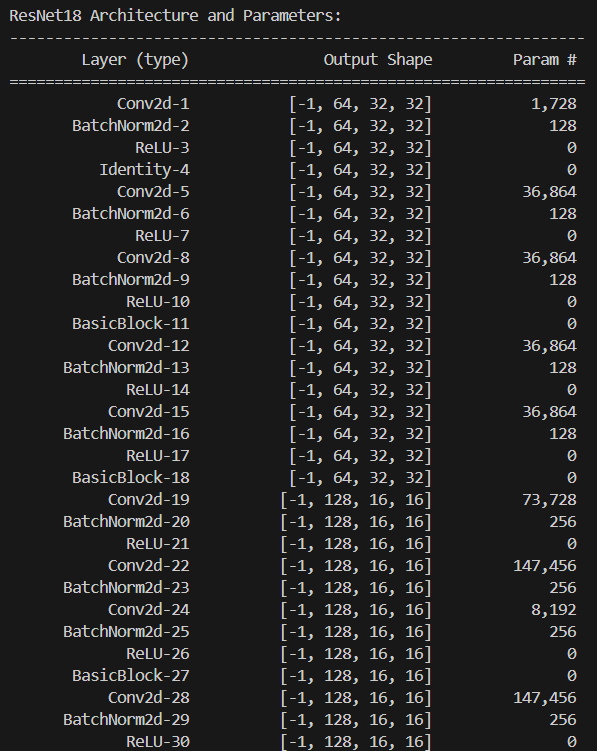 ResNet18 Architecture and Parameters:
----------------------------------------------------------------
Layer (type) Output Shape Param #
================================================================
Conv2d-1 [-1, 64, 32, 32] 1,728
BatchNorm2d-2 [-1, 64, 32, 32] 128
ReLU-3 [-1, 64, 32, 32] 0
Identity-4 [-1, 64, 32, 32] 0
Conv2d-5 [-1, 64, 32, 32] 36,864
BatchNorm2d-6 [-1, 64, 32, 32] 128
ReLU-7 [-1, 64, 32, 32] 0
Conv2d-8 [-1, 64, 32, 32] 36,864
BatchNorm2d-9 [-1, 64, 32, 32] 128
ReLU-10 [-1, 64, 32, 32] 0
BasicBlock-11 [-1, 64, 32, 32] 0
Conv2d-12 [-1, 64, 32, 32] 36,864
BatchNorm2d-13 [-1, 64, 32, 32] 128
ReLU-14 [-1, 64, 32, 32] 0
Conv2d-15 [-1, 64, 32, 32] 36,864
BatchNorm2d-16 [-1, 64, 32, 32] 128
ReLU-17 [-1, 64, 32, 32] 0
BasicBlock-18 [-1, 64, 32, 32] 0
Conv2d-19 [-1, 128, 16, 16] 73,728
BatchNorm2d-20 [-1, 128, 16, 16] 256
ReLU-21 [-1, 128, 16, 16] 0
Conv2d-22 [-1, 128, 16, 16] 147,456
BatchNorm2d-23 [-1, 128, 16, 16] 256
Conv2d-24 [-1, 128, 16, 16] 8,192
BatchNorm2d-25 [-1, 128, 16, 16] 256
ReLU-26 [-1, 128, 16, 16] 0
BasicBlock-27 [-1, 128, 16, 16] 0
Conv2d-28 [-1, 128, 16, 16] 147,456
BatchNorm2d-29 [-1, 128, 16, 16] 256
ReLU-30 [-1, 128, 16, 16] 0